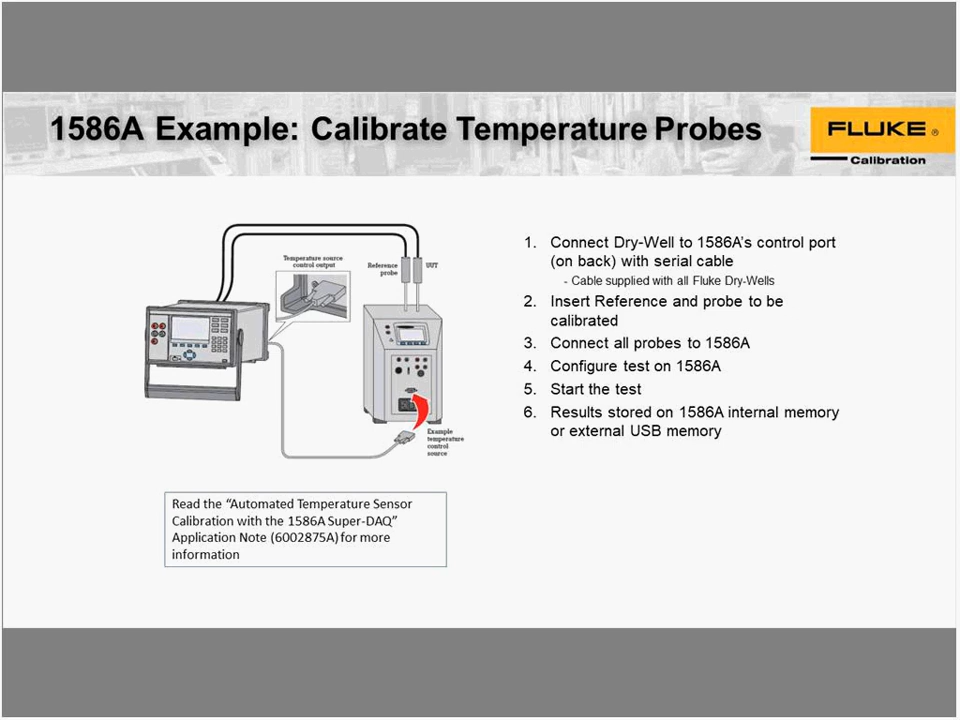 1586A Example: Calibrate Temperature Probes
FLUKE ®
Calibration
Temperature source
control output
Reference
probe
UUT
Example
temperature
control
source
1. Connect Dry-Well to 1586A's control port
(on back) with serial cable
- Cable supplied with all Fluke Dry-Wells
2. Insert Reference and probe to be
calibrated
3. Connect all probes to 1586A
4. Configure test on 1586A
5. Start the test
6. Results stored on 1586A internal memory
or external USB memory
Read the “Automated Temperature Sensor
Calibration with the 1586A Super-DAQ”
Application Note (6002875A) for more
information